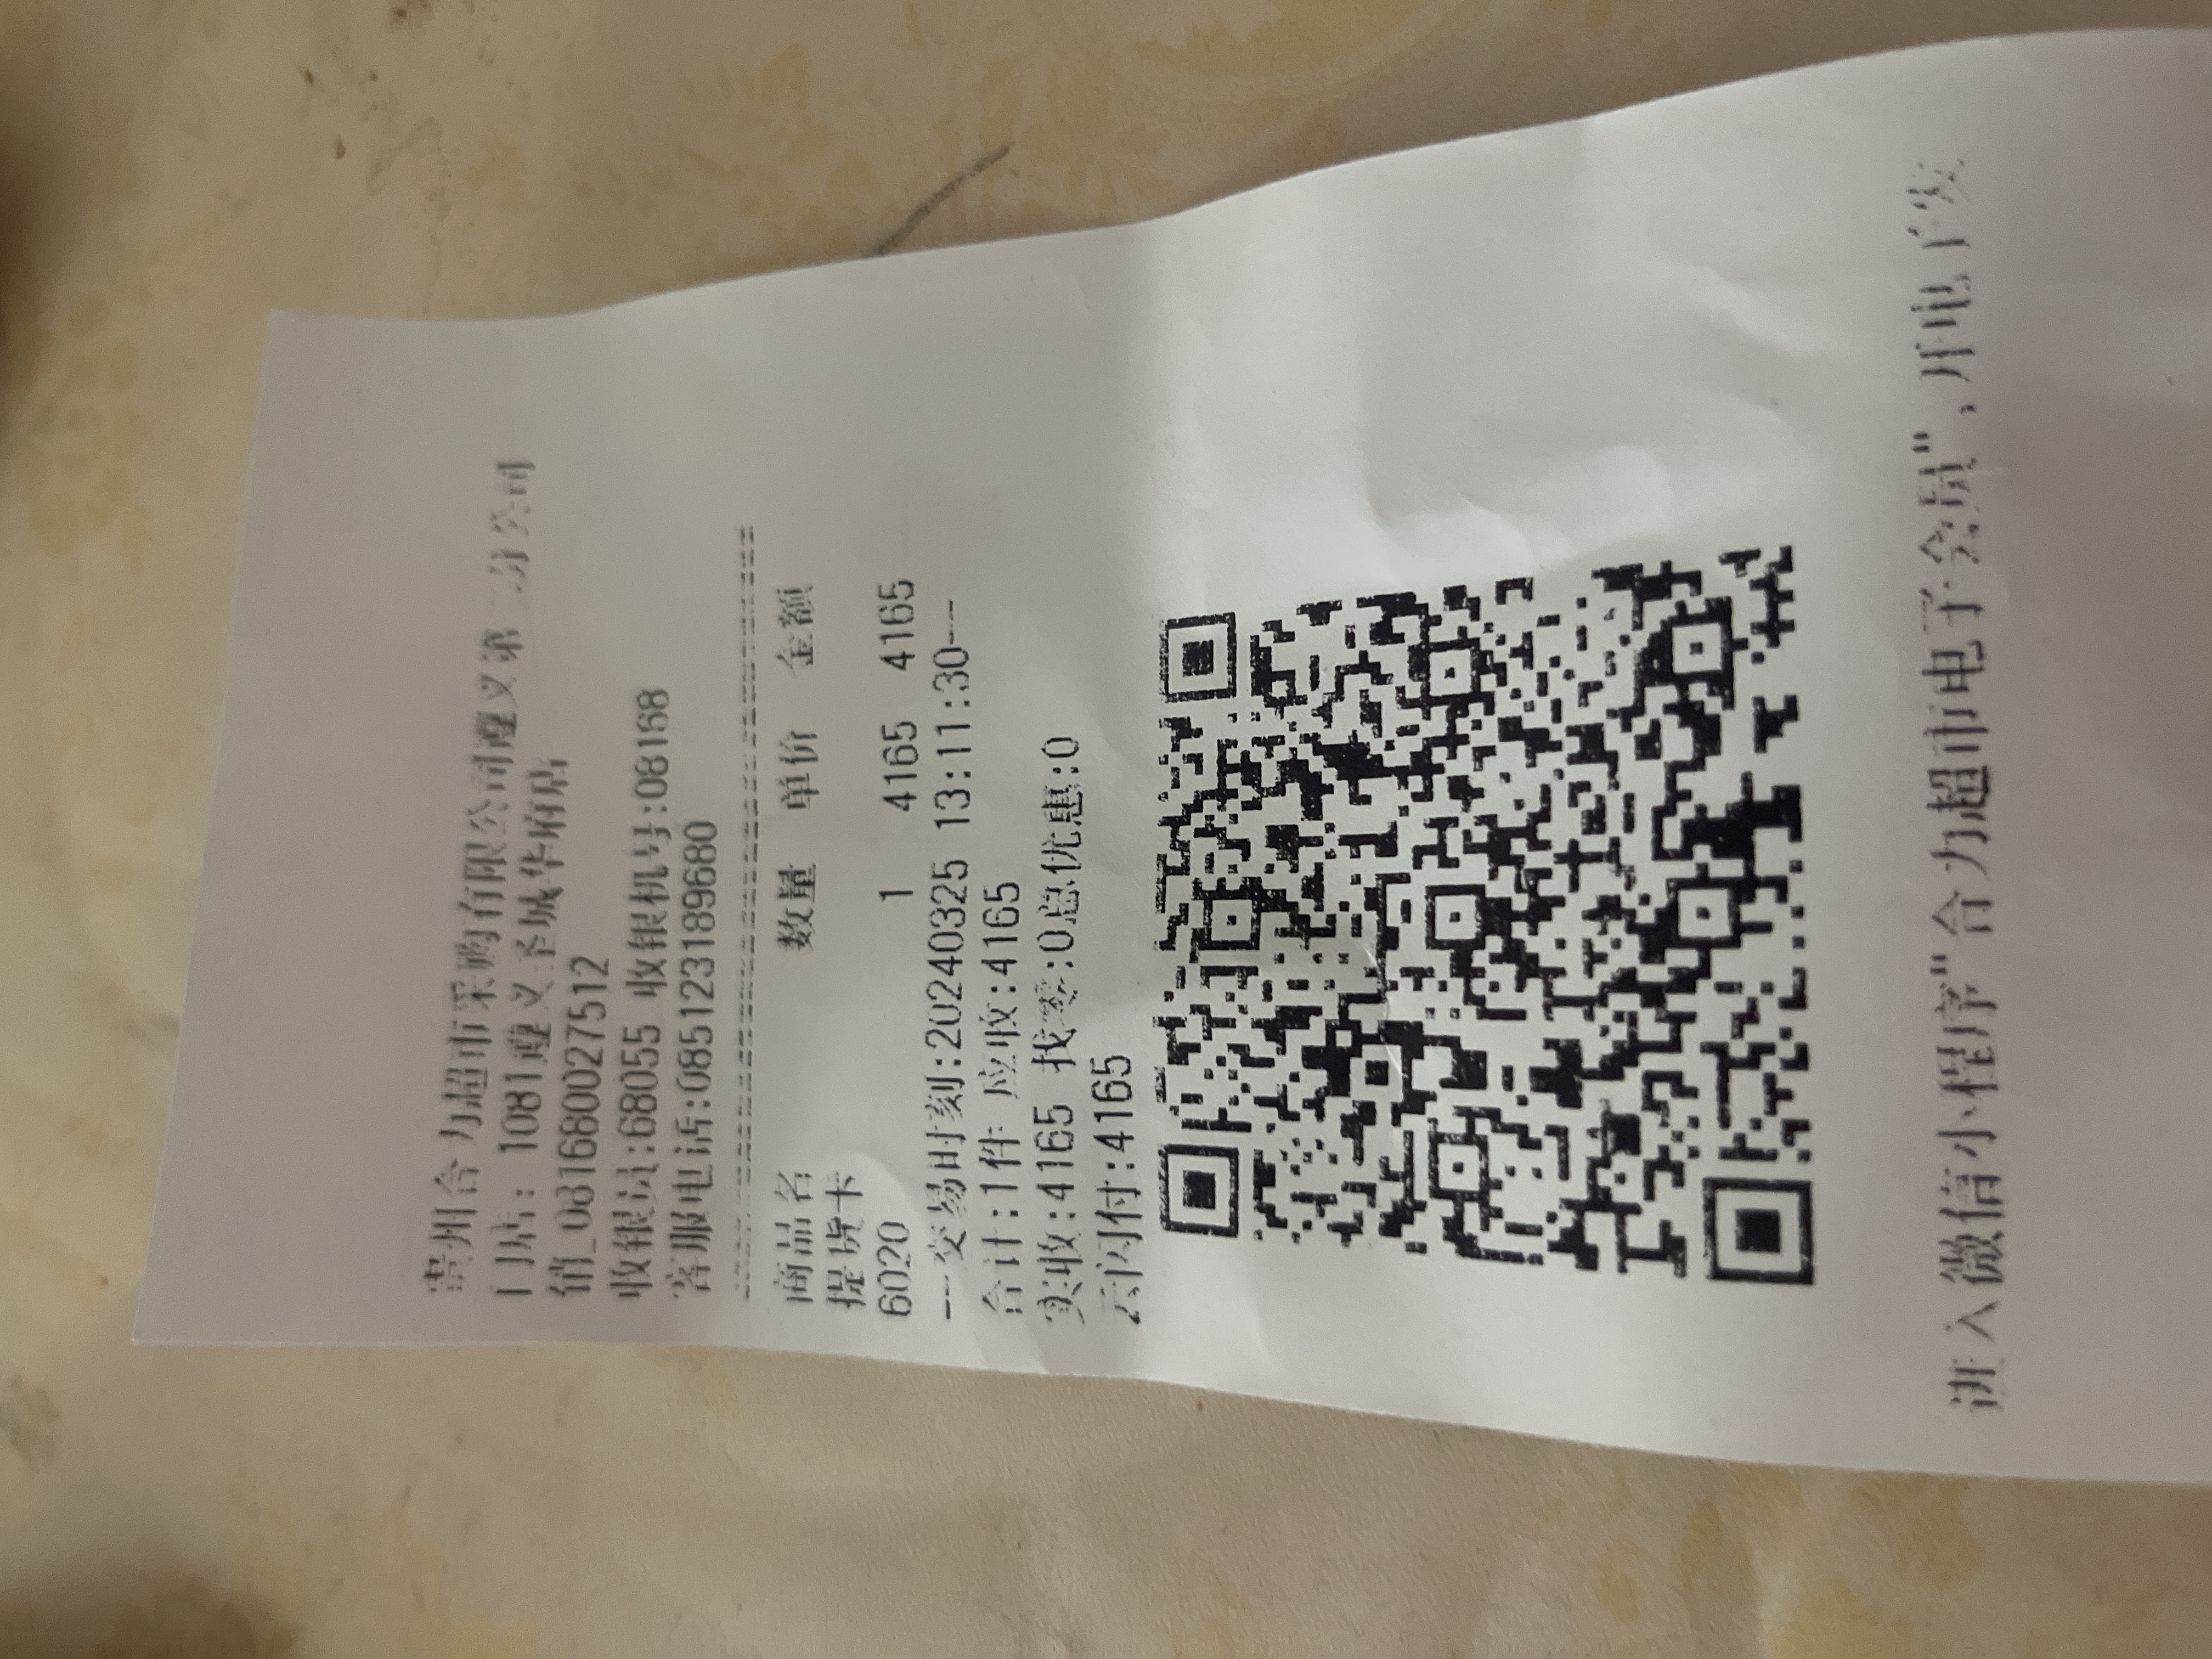 贵州合力超市采购有限公司遵义第二分公司
门店: 1081遵义圣城华府店
销_0816800027512
收银员:68055 收银机号:08168
客服电话:085123189680
商品名 数量 单价 金额
提货卡
6020 1 4165 4165
---交易时刻:20240325 13:11:30---
合计:1件 应收:4165
实收:4165 找零:0总优惠:0
云闪付:4165
进入微信小程序"合力超市电子会员",开电子发